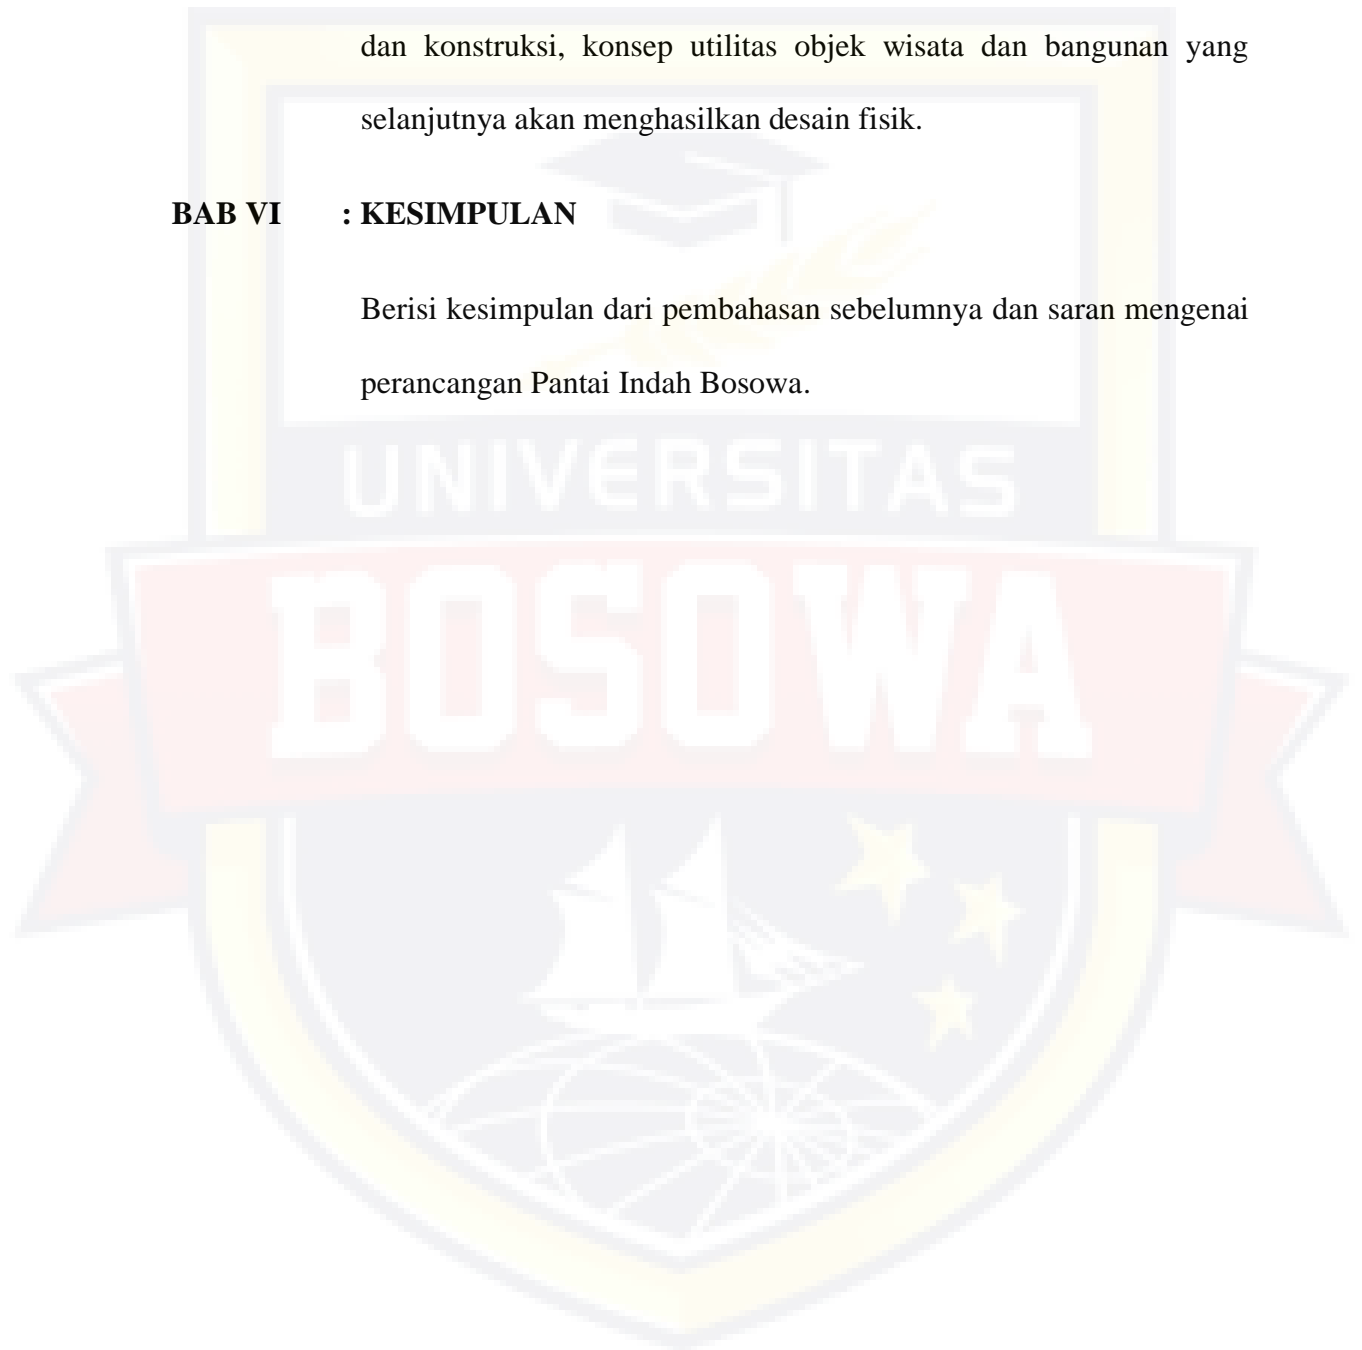 dan konstruksi, konsep utilitas objek wisata dan bangunan yang
selanjutnya akan menghasilkan desain fisik.
BAB VI : KESIMPULAN
Berisi kesimpulan dari pembahasan sebelumnya dan saran mengenai
perancangan Pantai Indah Bosowa.
UNIVERSITAS
BOSOWA